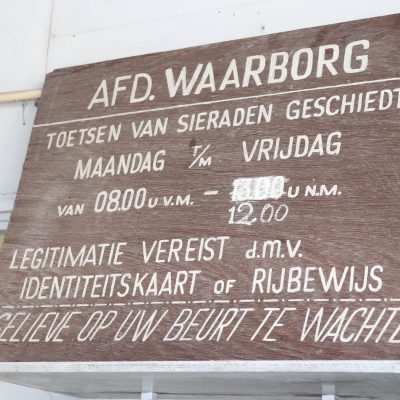 AFD. WAARBORG
TOETSEN VAN SIERADEN GESCHIEDT
MAANDAG T/M VRIJDAG
VAN 08.00 U V.M. - U N.M.
12.00
LEGITIMATIE VEREIST d.m.v.
IDENTITEITSKAART OF RIJBEWIJS
GELIEVE OP UW BEURT TE WACHTE